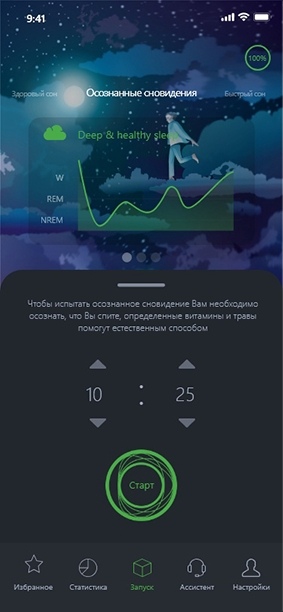 9:41
100%
Здоровый сон Осознанные сновидения Быстрый сон
Deep & healthy sleep
W
REM
NREM
Чтобы испытать осознанное сновидение Вам необходимо
осознать, что Вы спите, определенные витамины и травы
помогут естественным способом
10 : 25
Старт
Избранное Статистика Запуск Ассистент Настройки